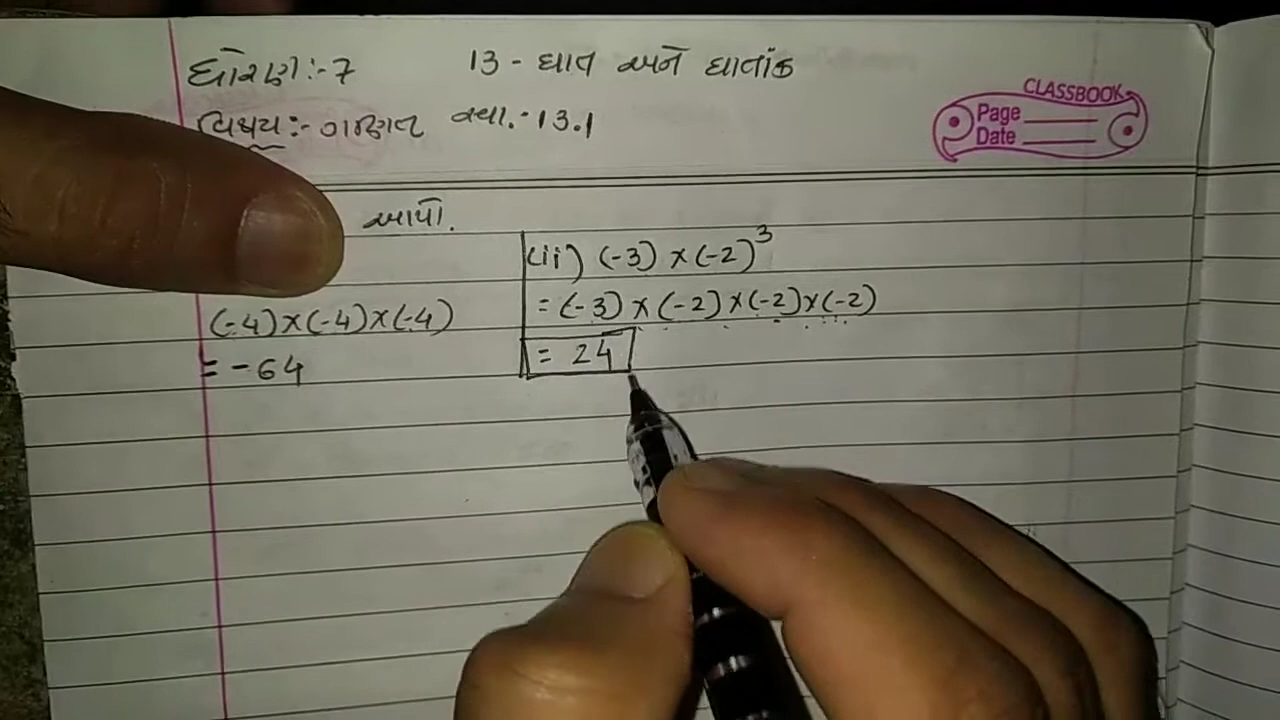 ધોરણ:-7
13 - ઘાત અને ઘાતાંક
વિષય:- ગણિત
સ્વા.-13.1
CLASSBOOK
Page
Date
આપો.
(-4)×(-4)×(-4)
= -64
(ii) (-3) ×(-2)³
= (-3) × (-2) ×(-2)×(-2)
= 24